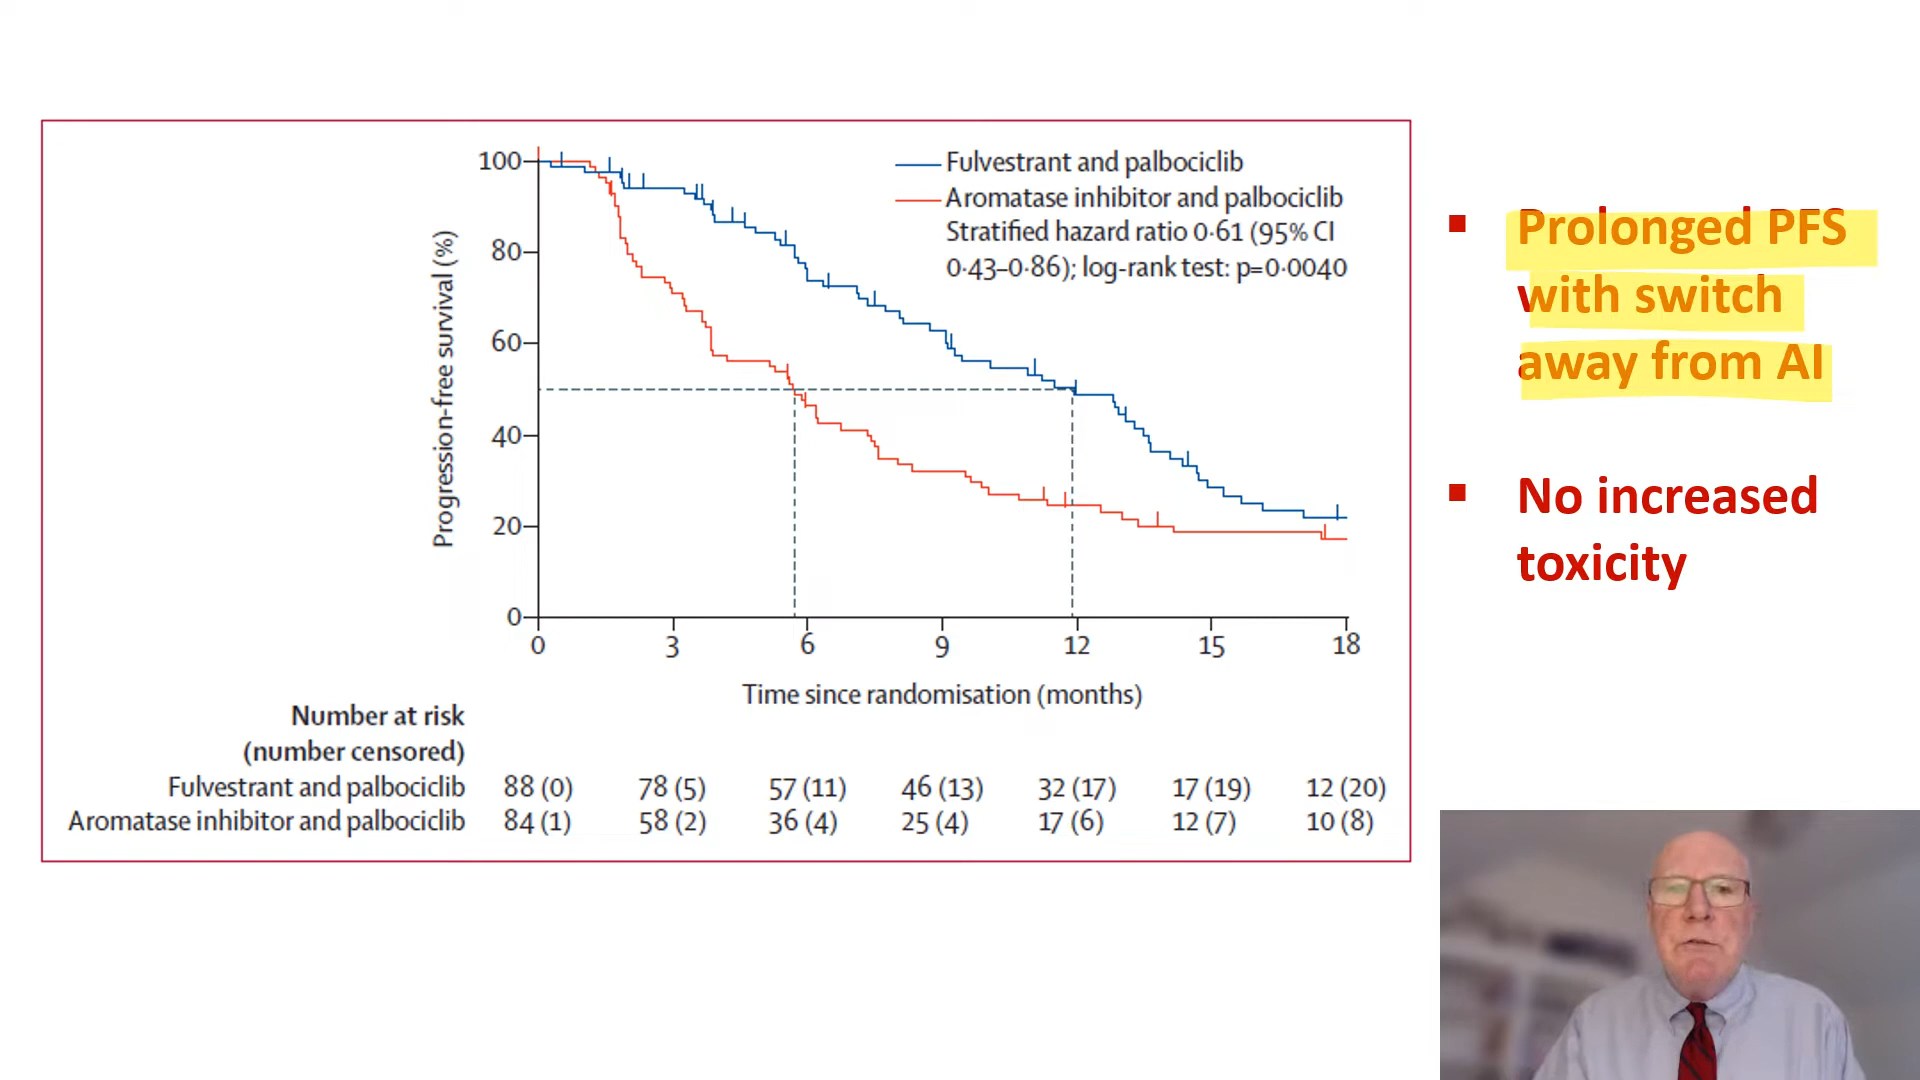 100
80
60
40
20
0
Progression-free survival (%)
Fulvestrant and palbociclib
Aromatase inhibitor and palbociclib
Stratified hazard ratio 0·61 (95% CI
0·43–0·86); log-rank test: p=0·0040
0 3 6 9 12 15 18
Time since randomisation (months)
Number at risk
(number censored)
Fulvestrant and palbociclib 88 (0) 78 (5) 57 (11) 46 (13) 32 (17) 17 (19) 12 (20)
Aromatase inhibitor and palbociclib 84 (1) 58 (2) 36 (4) 25 (4) 17 (6) 12 (7) 10 (8)
▪ Prolonged PFS
with switch
away from AI
▪ No increased
toxicity